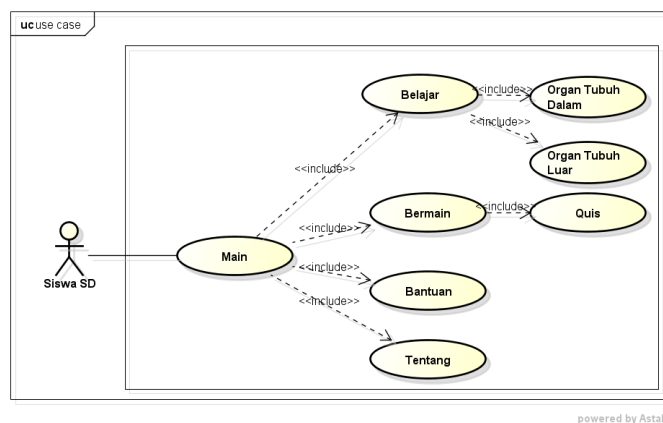 uc use case
Belajar
<<include>>
Organ Tubuh
Dalam
<<include>>
Organ Tubuh
Luar
<<include>>
Bermain
<<include>>
Quis
<<include>>
Main
<<include>>
Bantuan
Siswa SD
<<include>>
Tentang
powered by Asta